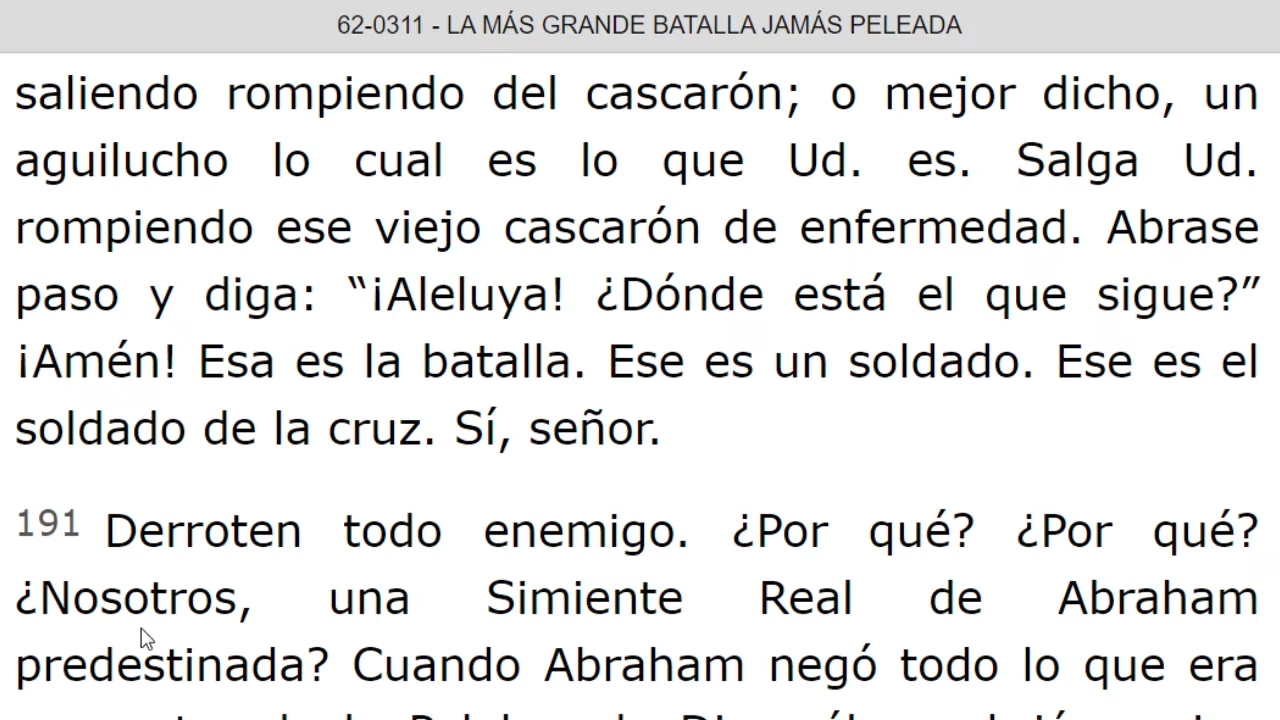 62-0311 - LA MÁS GRANDE BATALLA JAMÁS PELEADA
saliendo rompiendo del cascarón; o mejor dicho, un
aguilucho lo cual es lo que Ud. es. Salga Ud.
rompiendo ese viejo cascarón de enfermedad. Abrase
paso y diga: “¡Aleluya! ¿Dónde está el que sigue?”
¡Amén! Esa es la batalla. Ese es un soldado. Ese es el
soldado de la cruz. Sí, señor.
191 Derroten todo enemigo. ¿Por qué? ¿Por qué?
¿Nosotros, una Simiente Real de Abraham
predestinada? Cuando Abraham negó todo lo que era